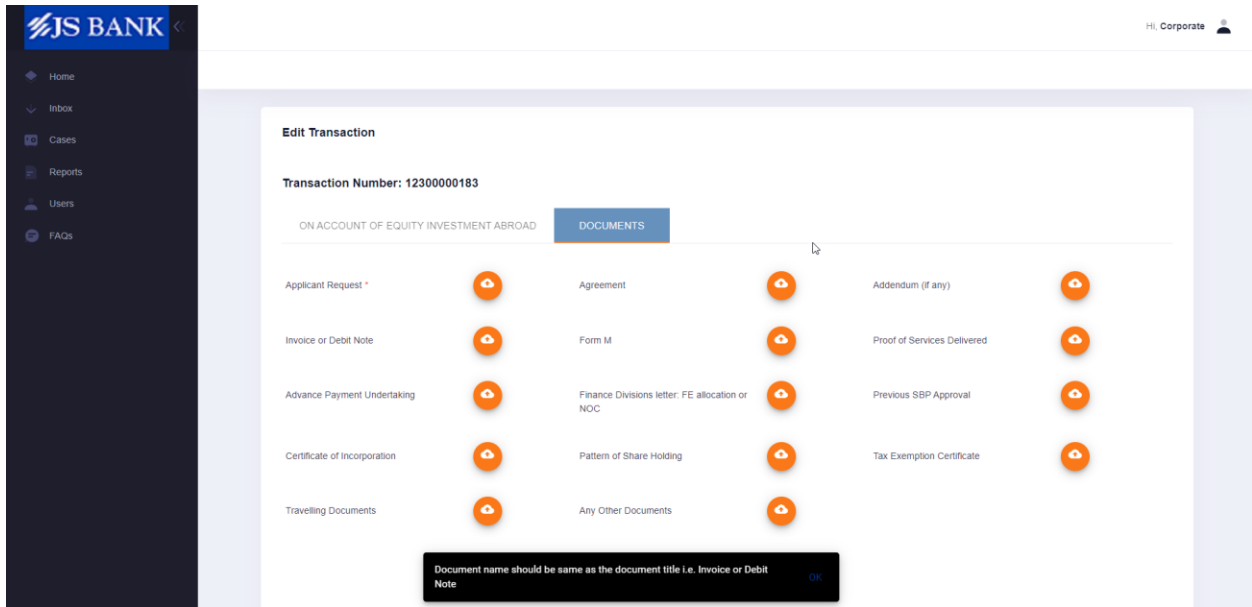 JS BANK
Hi, Corporate
Home
Inbox
Cases
Reports
Users
FAQs
Edit Transaction
Transaction Number: 12300000183
ON ACCOUNT OF EQUITY INVESTMENT ABROAD
DOCUMENTS
Applicant Request *
Agreement
Addendum (if any)
Invoice or Debit Note
Form M
Proof of Services Delivered
Advance Payment Undertaking
Finance Divisions letter: FE allocation or
NOC
Previous SBP Approval
Certificate of Incorporation
Pattern of Share Holding
Tax Exemption Certificate
Travelling Documents
Any Other Documents
Document name should be same as the document title i.e. Invoice or Debit
Note
OK